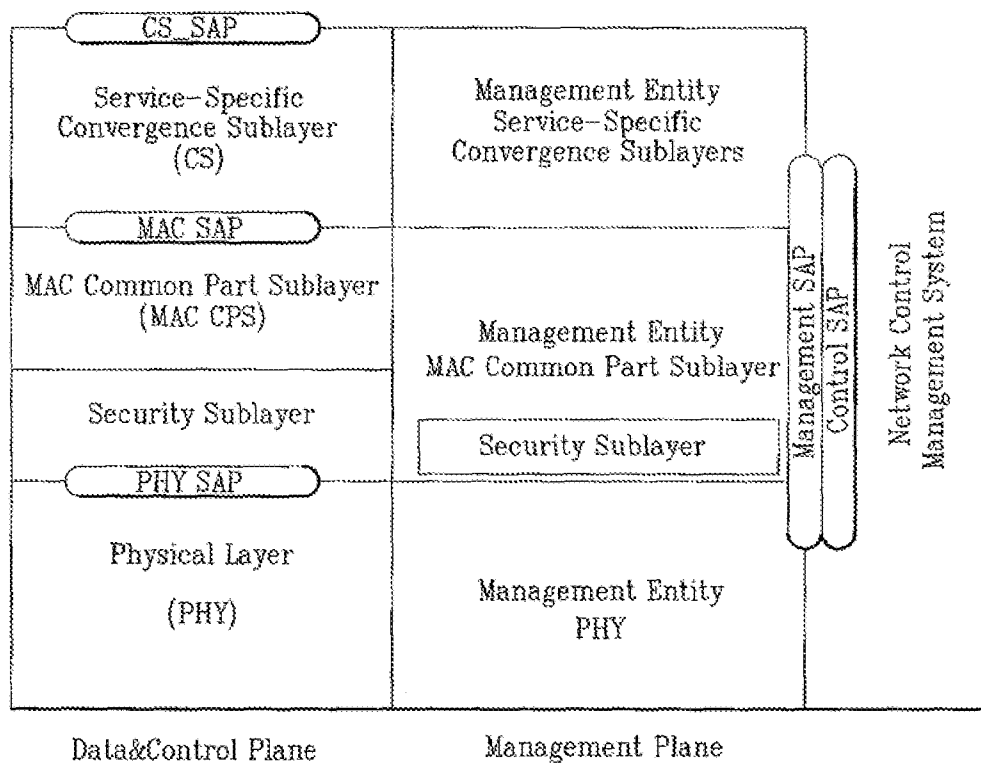 CS_SAP
Service-Specific
Convergence Sublayer
(CS)
MAC SAP
MAC Common Part Sublayer
(MAC CPS)
Security Sublayer
PHY SAP
Physical Layer
(PHY)
Data&Control Plane
Management Entity
Service-Specific
Convergence Sublayers
Management Entity
MAC Common Part Sublayer
Security Sublayer
Management Entity
PHY
Management Plane
Management SAP
Control SAP
Network Control
Management System